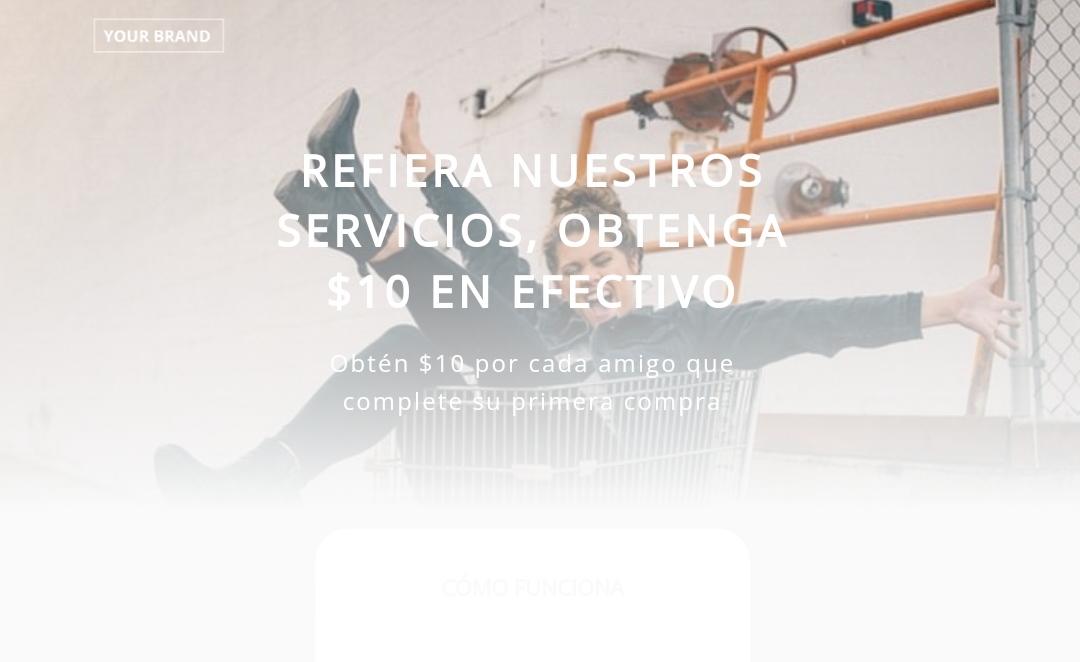 YOUR BRAND
REFIERA NUESTROS
SERVICIOS, OBTENGA
$10 EN EFECTIVO
Obtén $10 por cada amigo que
complete su primera compra
CÓMO FUNCIONA